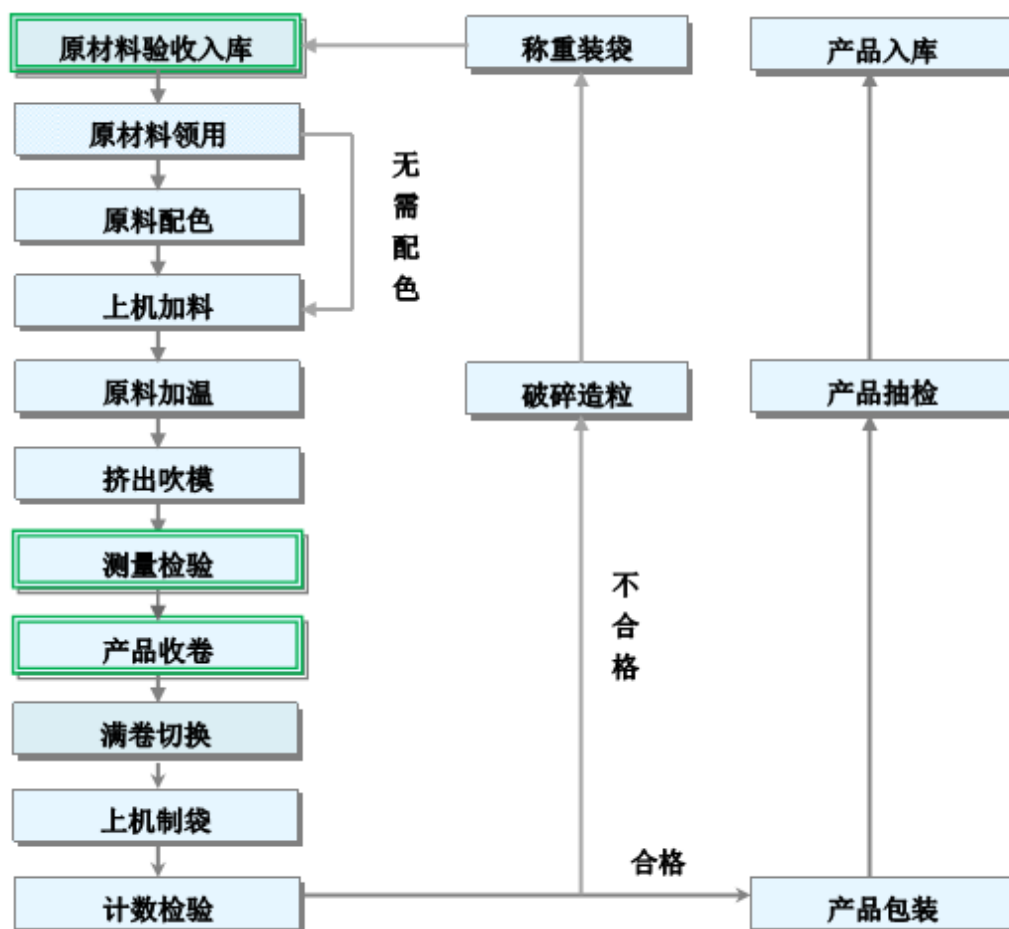 原材料验收入库
称重装袋
产品入库
原材料领用
无需配色
原料配色
上机加料
原料加温
破碎造粒
产品抽检
挤出吹模
测量检验
不合格
产品收卷
满卷切换
上机制袋
合格
计数检验
产品包装